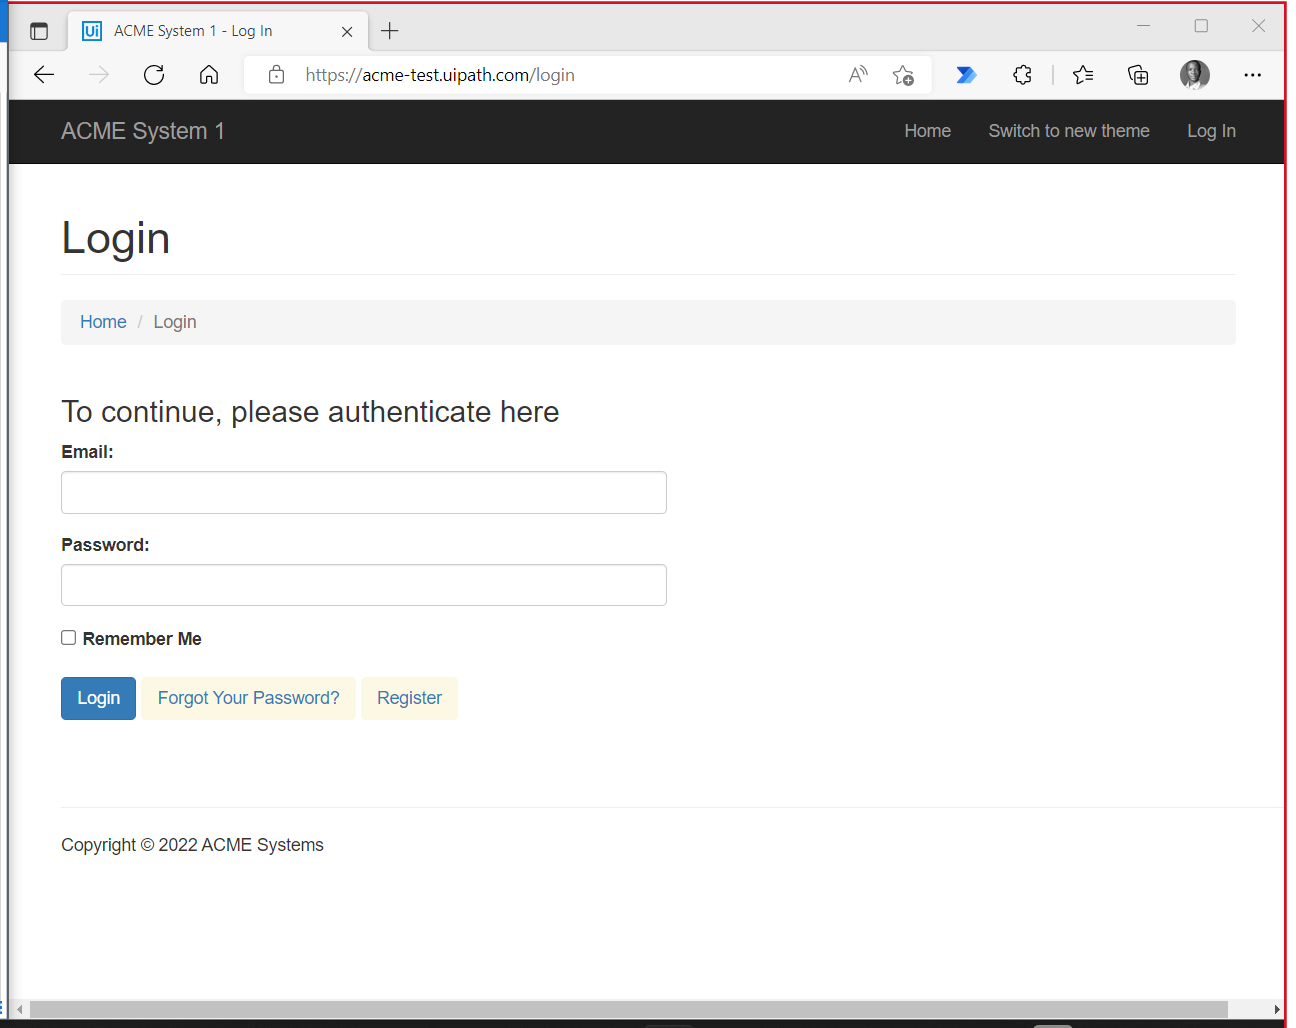 Ui ACME System 1 - Log In
https://acme-test.uipath.com/login
ACME System 1 Home Switch to new theme Log In
Login
Home / Login
To continue, please authenticate here
Email:
Password:
Remember Me
Login Forgot Your Password? Register
Copyright © 2022 ACME Systems